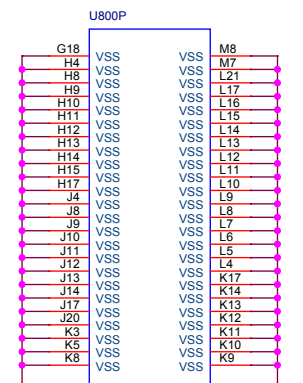 U800P
G18 VSS VSS M8
H4 VSS VSS M7
H8 VSS VSS L21
H9 VSS VSS L17
H10 VSS VSS L16
H11 VSS VSS L15
H12 VSS VSS L14
H13 VSS VSS L13
H14 VSS VSS L12
H15 VSS VSS L11
H17 VSS VSS L10
J4 VSS VSS L9
J8 VSS VSS L8
J9 VSS VSS L7
J10 VSS VSS L6
J11 VSS VSS L5
J12 VSS VSS L4
J13 VSS VSS K17
J14 VSS VSS K14
J17 VSS VSS K13
J20 VSS VSS K12
K3 VSS VSS K11
K5 VSS VSS K10
K8 VSS VSS K9